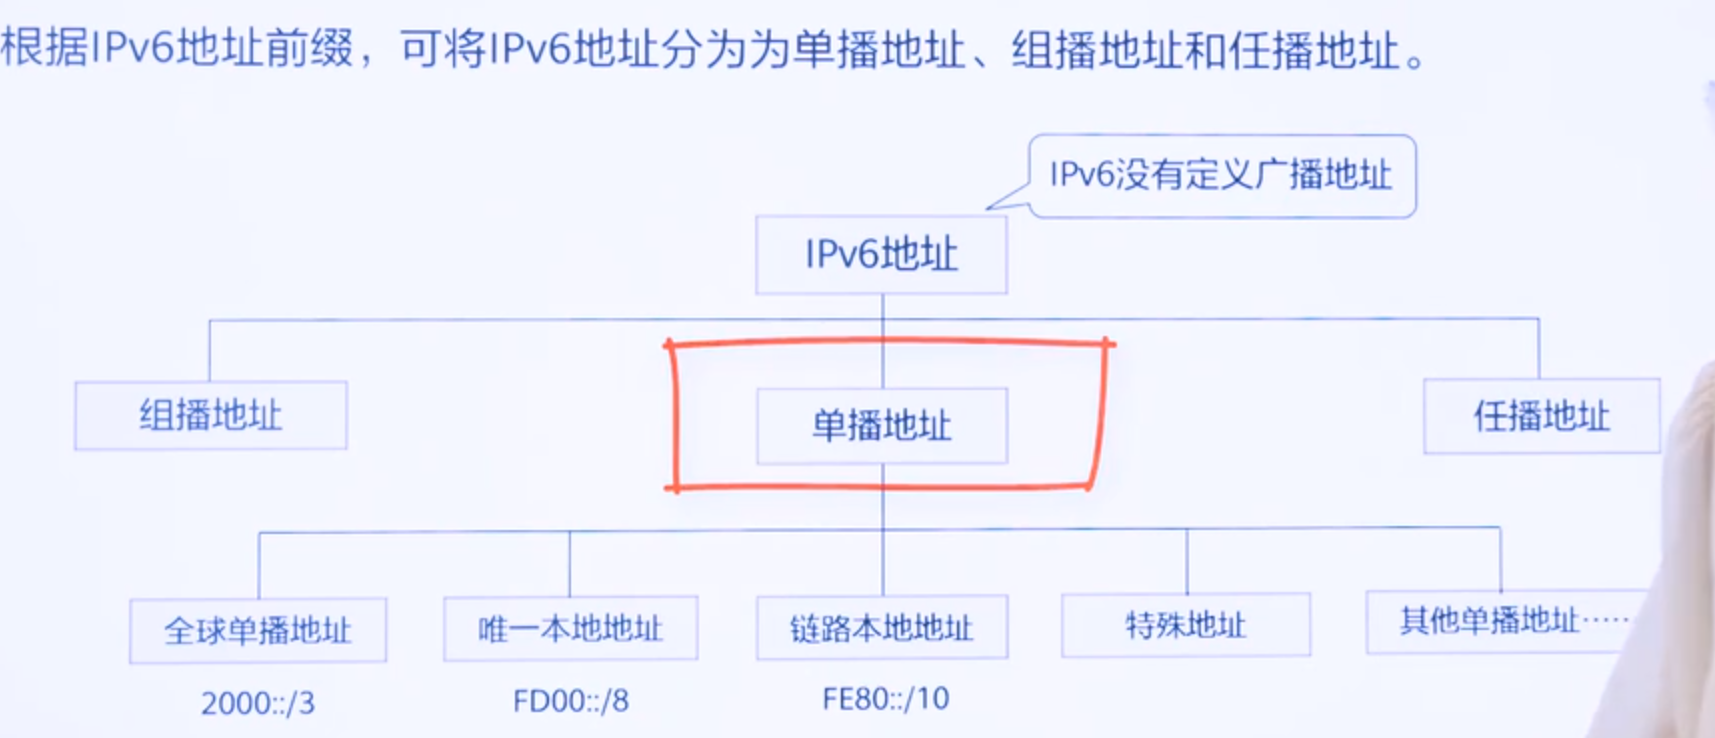 根据IPv6地址前缀，可将IPv6地址分为为单播地址、组播地址和任播地址。
IPv6没有定义广播地址
IPv6地址
组播地址
单播地址
任播地址
全球单播地址
唯一本地地址
链路本地地址
特殊地址
其他单播地址……
2000::/3
FD00::/8
FE80::/10